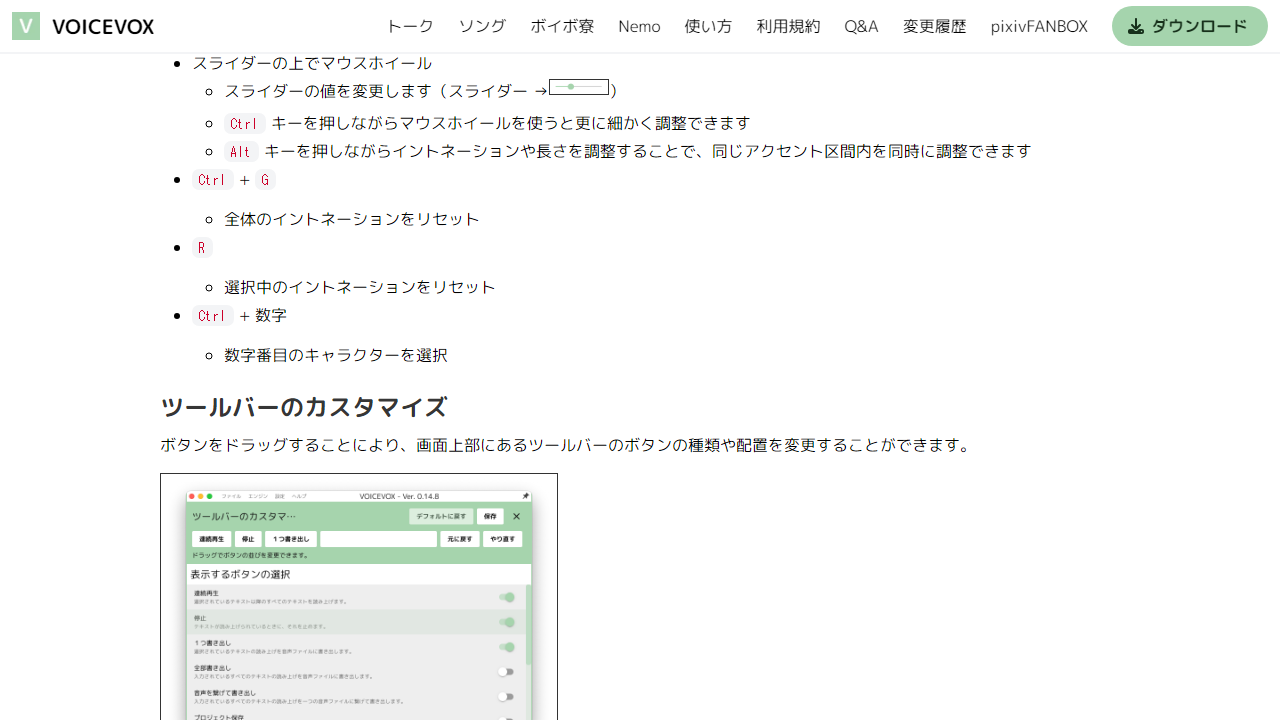 VOICEVOX トーク ソング ボイボ寮 Nemo 使い方 利用規約 Q&A 変更履歴 pixivFANBOX ダウンロード
スライダーの上でマウスホイール
スライダーの値を変更します（スライダー →）
Ctrl キーを押しながらマウスホイールを使うと更に細かく調整できます
Alt キーを押しながらイントネーションや長さを調整することで、同じアクセント区間内を同時に調整できます
Ctrl + G
全体のイントネーションをリセット
R
選択中のイントネーションをリセット
Ctrl + 数字
数字番目のキャラクターを選択
ツールバーのカスタマイズ
ボタンをドラッグすることにより、画面上部にあるツールバーのボタンの種類や配置を変更することができます。
ファイル エンジン 設定 ヘルプ VOICEVOX - Ver. 0.14.8
ツールバーのカスタマ… デフォルトに戻す 保存
連続再生 停止 1つ書き出し 元に戻す やり直す
ドラッグでボタンの並びを変更できます。
表示するボタンの選択
連続再生
選択されているテキスト以降のすべてのテキストを読み上げます。
停止
テキストが読み上げられているときに、それを止めます。
1つ書き出し
選択されているテキストの読み上げを音声ファイルに書き出します。
全部書き出し
入力されているすべてのテキストの読み上げを音声ファイルに書き出します。
音声を繋げて書き出し
入力されているすべてのテキストの読み上げを一つの音声ファイルに繋げて書き出します。
プロジェクト保存